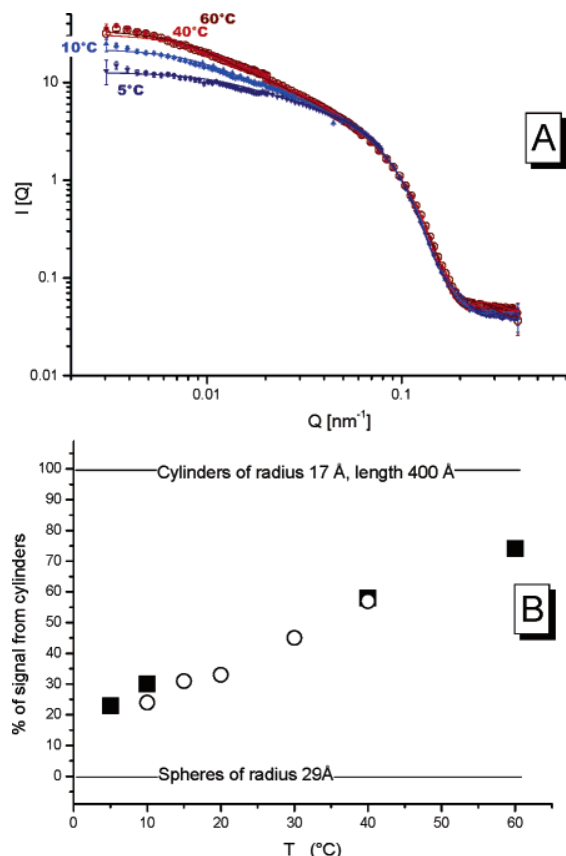 60°C
10
10°C
40°C
5°C
A
1
I [Q]
0.1
0.01
0.01
0.1
Q [nm⁻¹]
100
Cylinders of radius 17 Å, length 400 Å
90
80
70
60
B
50
40
30
20
10
0
Spheres of radius 29Å
% of signal from cylinders
0
10
20
30
40
50
60
T (°C)